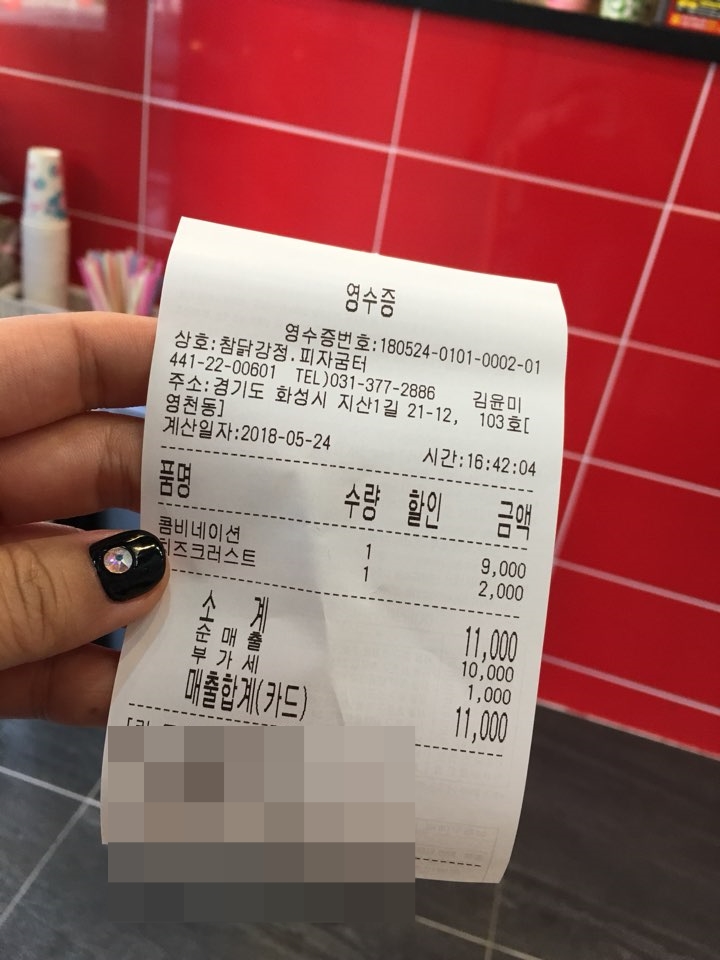 영수증
영수증번호:180524-0101-0002-01
상호:참닭강정.피자굼터
441-22-00601 TEL)031-377-2886 김윤미
주소:경기도 화성시 지산1길 21-12, 103호[
영천동]
계산일자:2018-05-24 시간:16:42:04
품명 수량 할인 금액
콤비네이션 1 9,000
치즈크러스트 1 2,000
소 계 11,000
순 매 출 10,000
부 가 세 1,000
매출합계(카드) 11,000